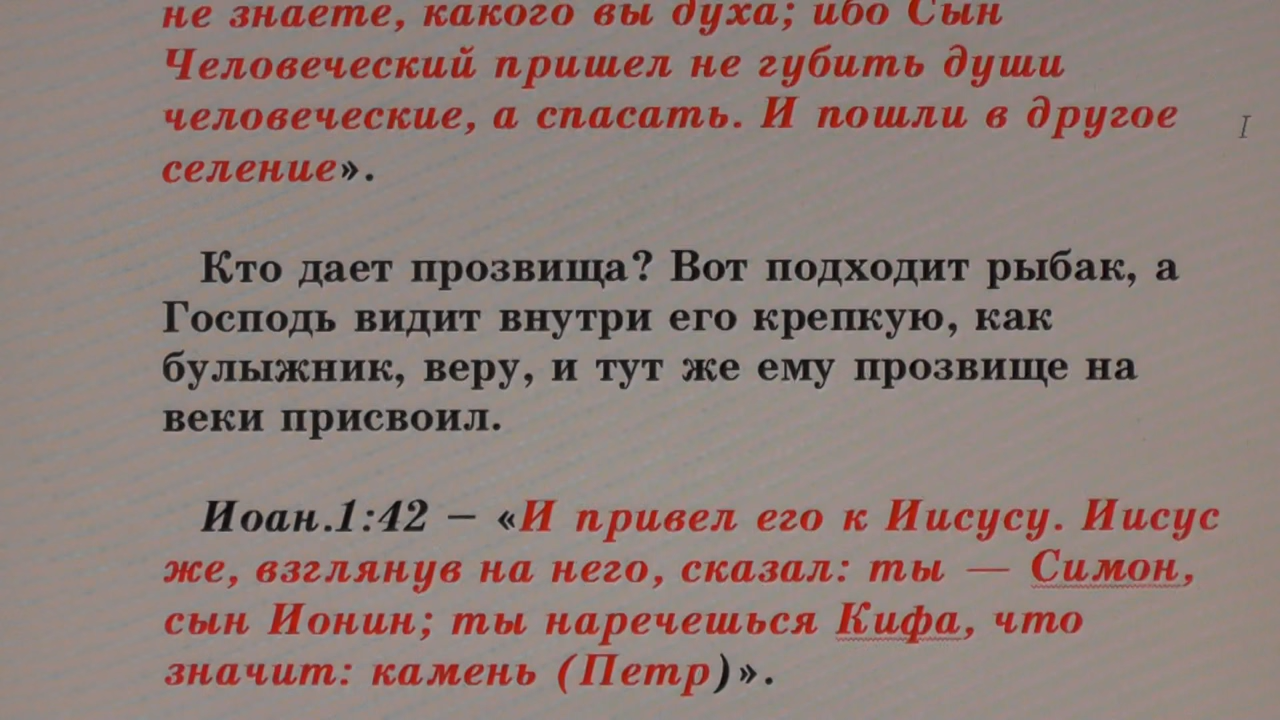 не знаете, какого вы духа; ибо Сын
Человеческий пришел не губить души
человеческие, а спасать. И пошли в другое
селение».
Кто дает прозвища? Вот подходит рыбак, а
Господь видит внутри его крепкую, как
булыжник, веру, и тут же ему прозвище на
веки присвоил.
Иоан.1:42 – «И привел его к Иисусу. Иисус
же, взглянув на него, сказал: ты — Симон,
сын Ионин; ты наречешься Кифа, что
значит: камень (Петр)».